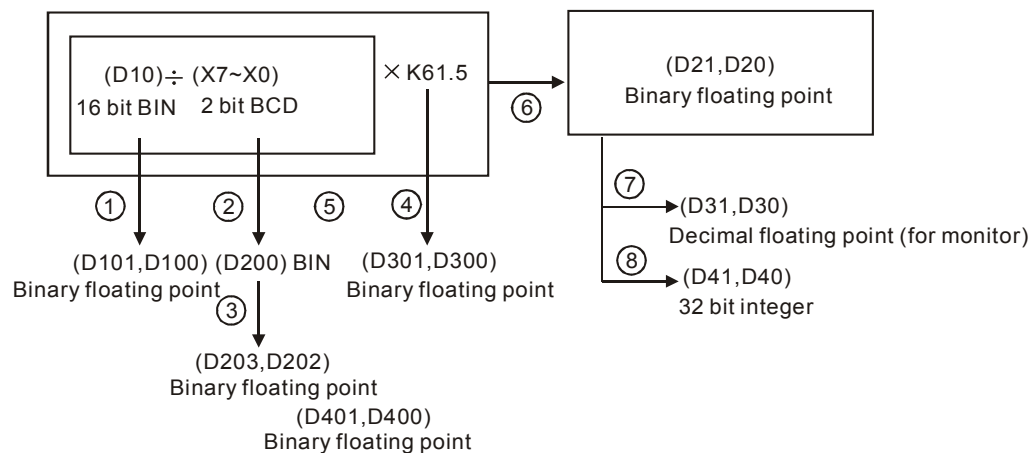 (D10) ÷ (X7~X0)
16 bit BIN 2 bit BCD
× K61.5
⑥
(D21,D20)
Binary floating point
①
②
⑤
④
(D101,D100)
Binary floating point
(D200) BIN
(D301,D300)
Binary floating point
③
(D203,D202)
Binary floating point
(D401,D400)
Binary floating point
⑦
(D31,D30)
Decimal floating point (for monitor)
⑧
(D41,D40)
32 bit integer